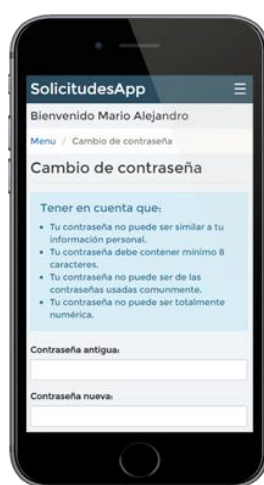 SolicitudesApp
Bienvenido Mario Alejandro
Menu / Cambio de contraseña
Cambio de contraseña
Tener en cuenta que:
• Tu contraseña no puede ser similar a tu
información personal.
• Tu contraseña debe contener mínimo 8
caracteres.
• Tu contraseña no puede ser de las
contraseñas usadas comunmente.
• Tu contraseña no puede ser totalmente
numérica.
Contraseña antigua:
Contraseña nueva: